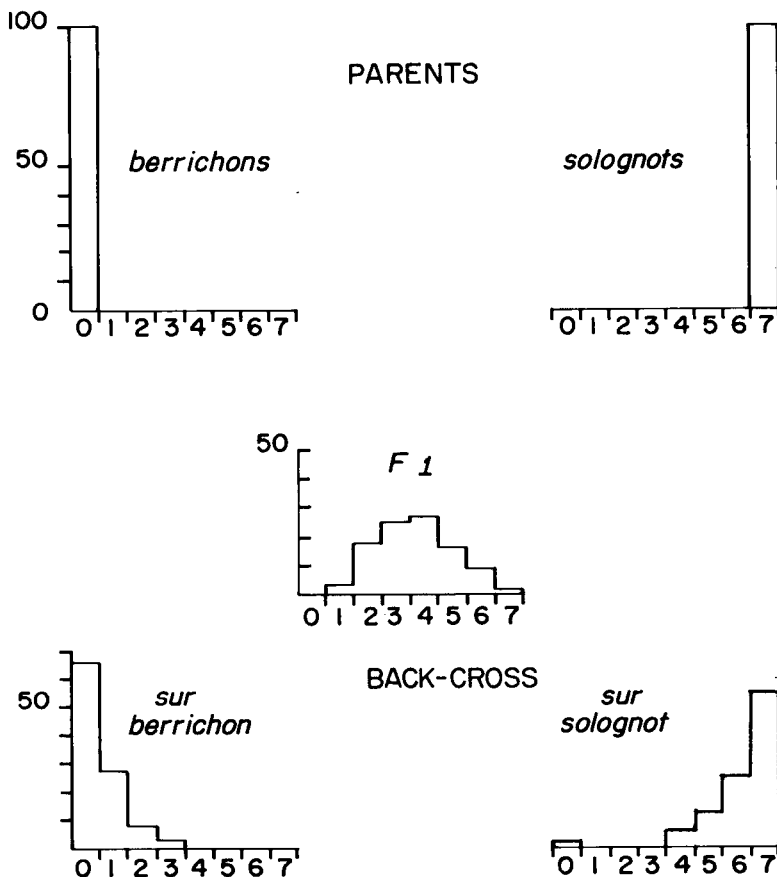 100
PARENTS
50
berrichons
solognots
0
0 1 2 3 4 5 6 7
0 1 2 3 4 5 6 7
50
F 1
0 1 2 3 4 5 6 7
BACK-CROSS
50
sur
berrichon
sur
solognot
0 1 2 3 4 5 6 7
0 1 2 3 4 5 6 7